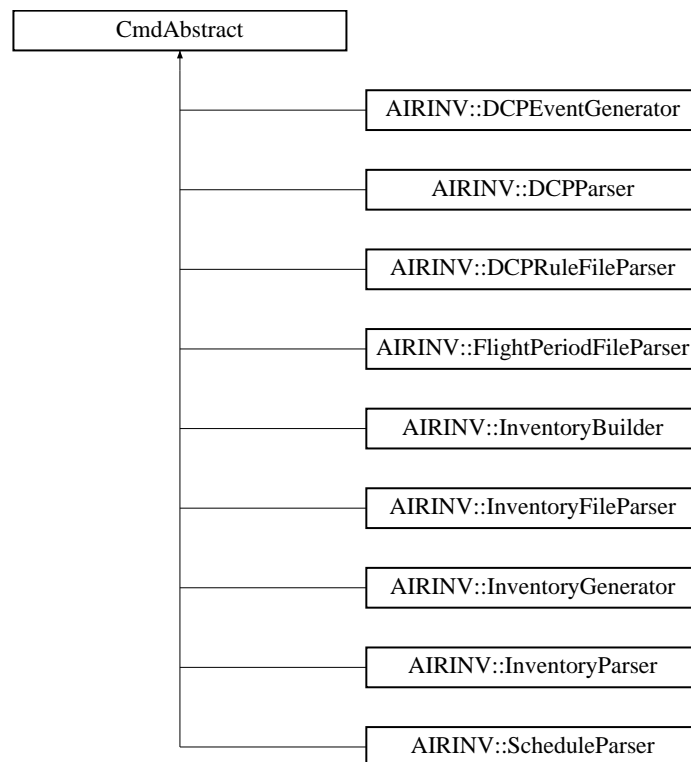 CmdAbstract
AIRINV::DCPEventGenerator
AIRINV::DCPParser
AIRINV::DCPRuleFileParser
AIRINV::FlightPeriodFileParser
AIRINV::InventoryBuilder
AIRINV::InventoryFileParser
AIRINV::InventoryGenerator
AIRINV::InventoryParser
AIRINV::ScheduleParser